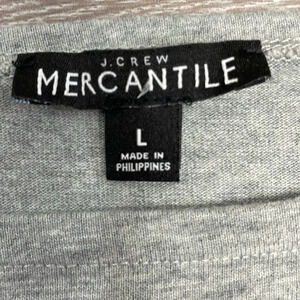 J.CREW
MERCANTILE
L
MADE IN
PHILIPPINES